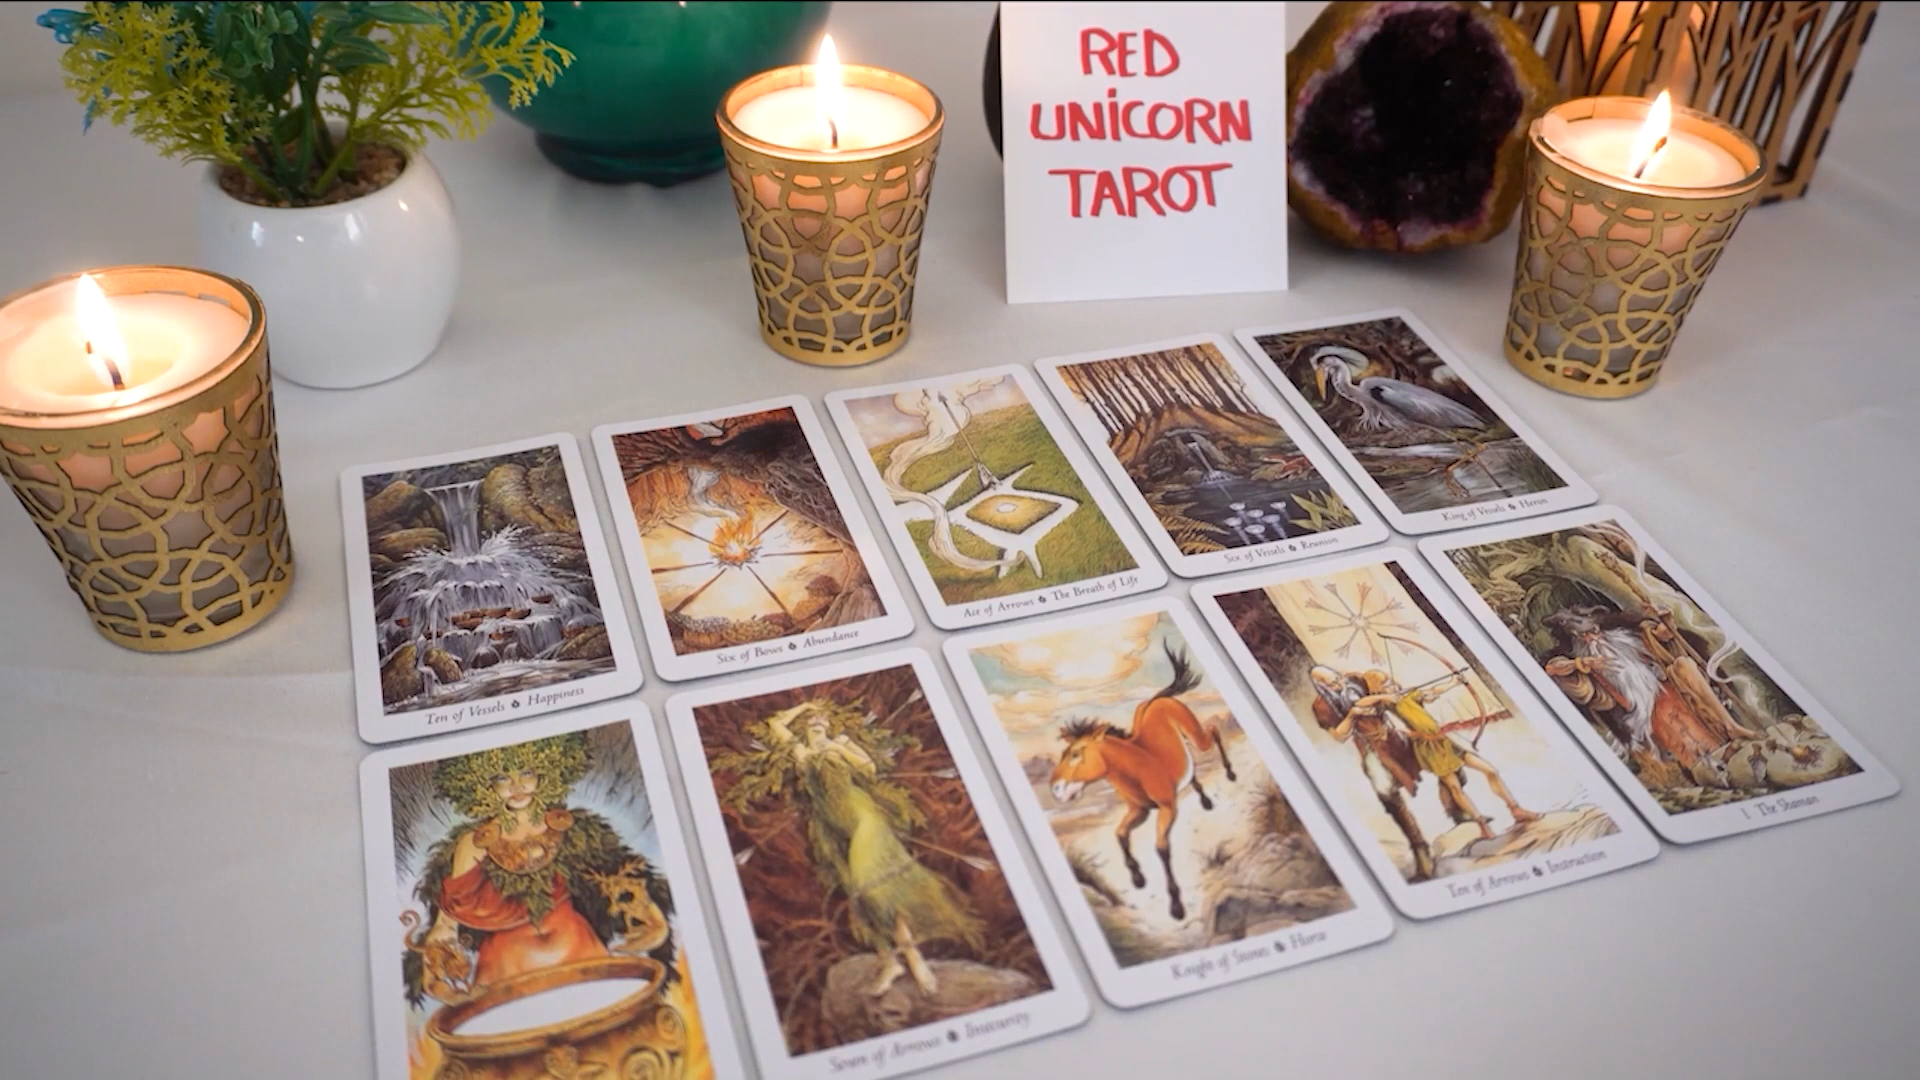 RED
UNICORN
TAROT
Ten of Vessels Happiness
Six of Bows Abundance
Ace of Arrows The Breath of Life
Six of Vessels Reunion
King of Vessels Heron
Seven of Arrows Insecurity
Knight of Stones Horse
Ten of Arrows Instruction
1 The Shaman